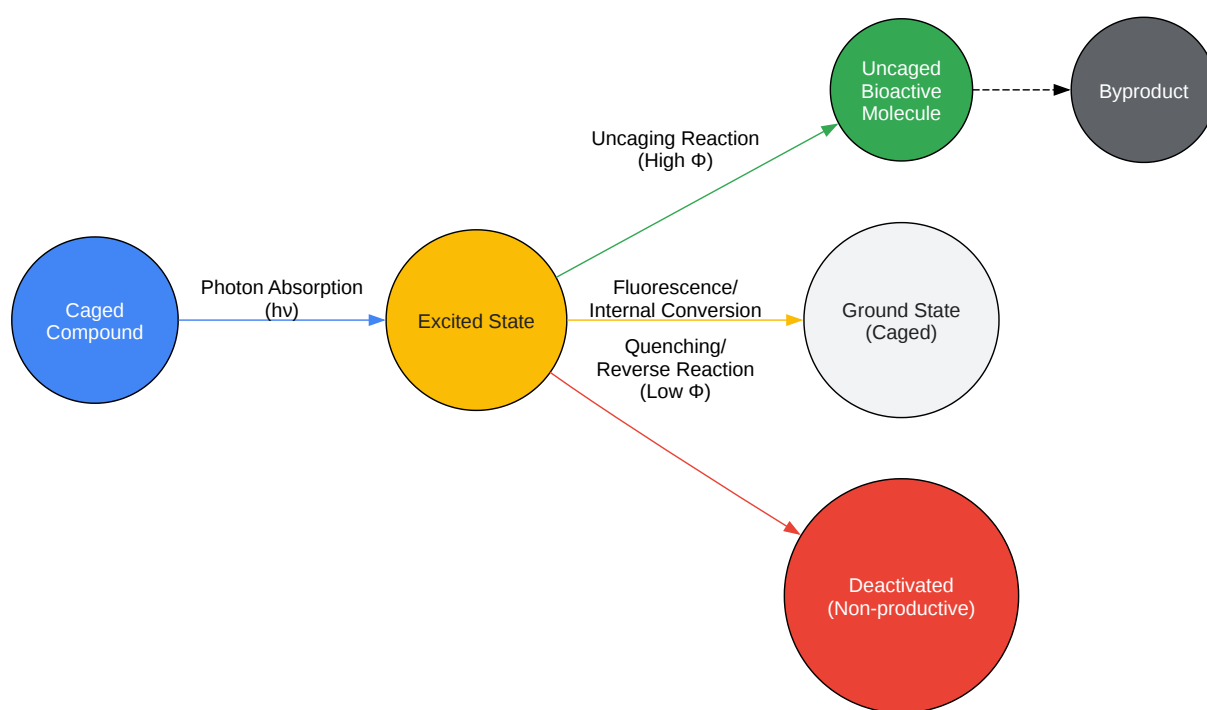 Caged
Compound
Photon Absorption
(hν)
Excited State
Uncaging Reaction
(High Φ)
Uncaged
Bioactive
Molecule
Byproduct
Fluorescence/
Internal Conversion
Ground State
(Caged)
Quenching/
Reverse Reaction
(Low Φ)
Deactivated
(Non-productive)